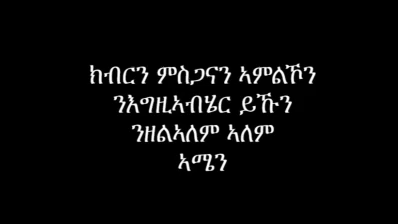 ክብርን ምስጋናን ኣምልኾን
ንእግዚኣብሄር ይኹን
ንዘልኣለም ኣለም
ኣሜን